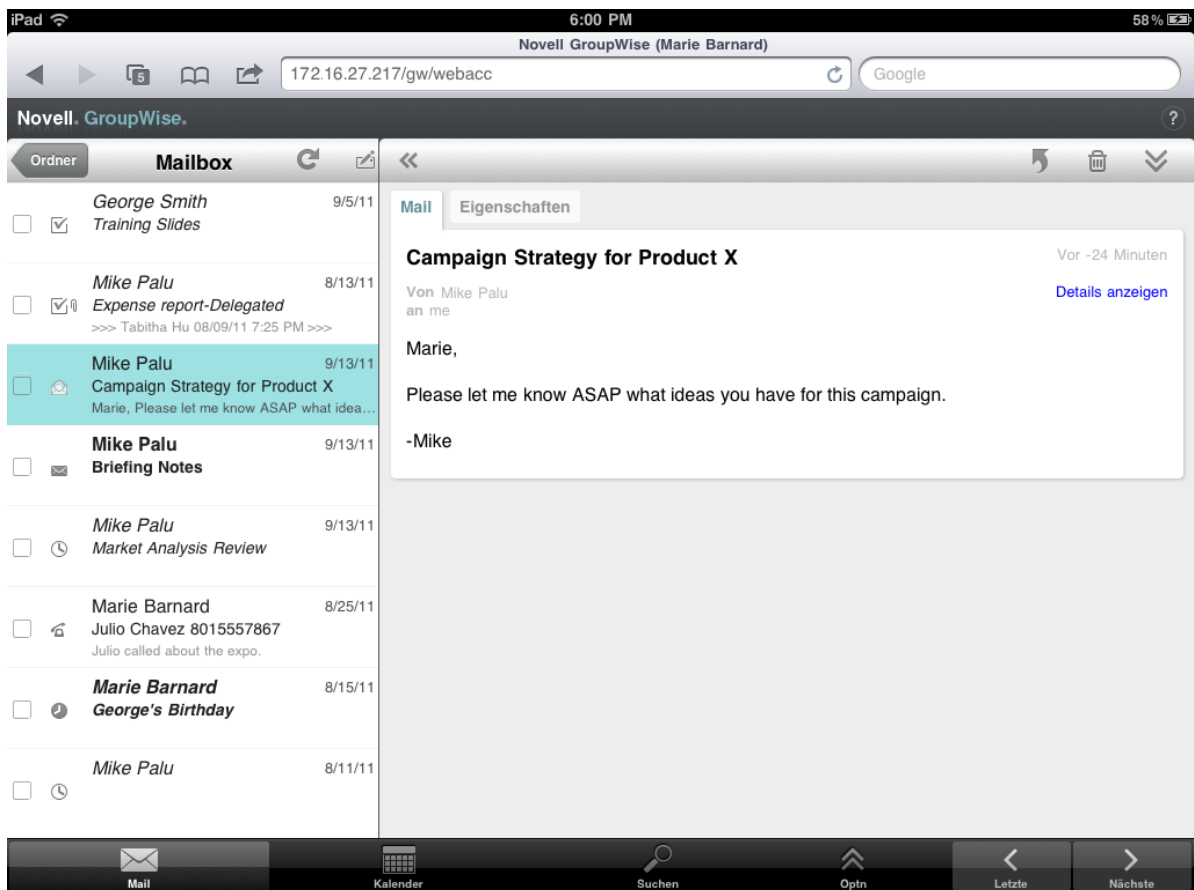 iPad 6:00 PM 58%
Novell GroupWise (Marie Barnard)
5 172.16.27.217/gw/webacc Google
Novell. GroupWise. ?
Ordner Mailbox
George Smith 9/5/11
Training Slides
Mike Palu 8/13/11
Expense report-Delegated
>>> Tabitha Hu 08/09/11 7:25 PM >>>
Mike Palu 9/13/11
Campaign Strategy for Product X
Marie, Please let me know ASAP what idea...
Mike Palu 9/13/11
Briefing Notes
Mike Palu 9/13/11
Market Analysis Review
Marie Barnard 8/25/11
Julio Chavez 8015557867
Julio called about the expo.
Marie Barnard 8/15/11
George's Birthday
Mike Palu 8/11/11
Mail Eigenschaften
Campaign Strategy for Product X Vor -24 Minuten
Von Mike Palu Details anzeigen
an me
Marie,
Please let me know ASAP what ideas you have for this campaign.
-Mike
Mail Kalender Suchen Optn Letzte Nächste